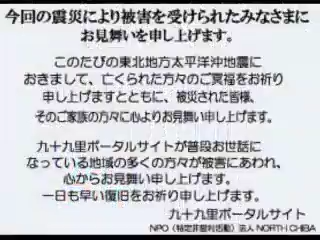 今回の震災により被害を受けられたみなさまに
お見舞いを申し上げます。
このたびの東北地方太平洋沖地震に
おきまして、亡くられた方々のご冥福をお祈り
申し上げますとともに、被災された皆様、
そのご家族の方々に心よりお見舞い申し上げます。
九十九里ポータルサイトが普段お世話に
なっている地域の多くの方々が被害にあわれ、
心からお見舞い申し上げます。
一日も早い復旧をお祈り申し上げます。
九十九里ポータルサイト
NPO（特定非営利活動）法人 NORTH CHIBA